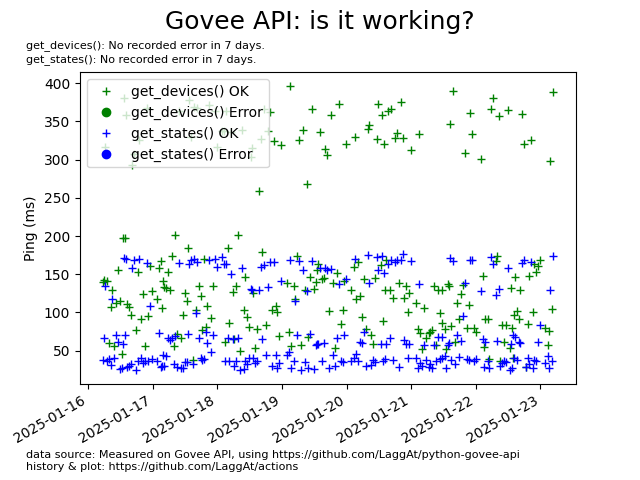 Govee API: is it working?
get_devices(): No recorded error in 7 days.
get_states(): No recorded error in 7 days.
400
350
300
250
200
150
100
50
Ping (ms)
get_devices() OK
get_devices() Error
get_states() OK
get_states() Error
2025-01-16
2025-01-17
2025-01-18
2025-01-19
2025-01-20
2025-01-21
2025-01-22
2025-01-23
data source: Measured on Govee API, using https://github.com/LaggAt/python-govee-api
history & plot: https://github.com/LaggAt/actions